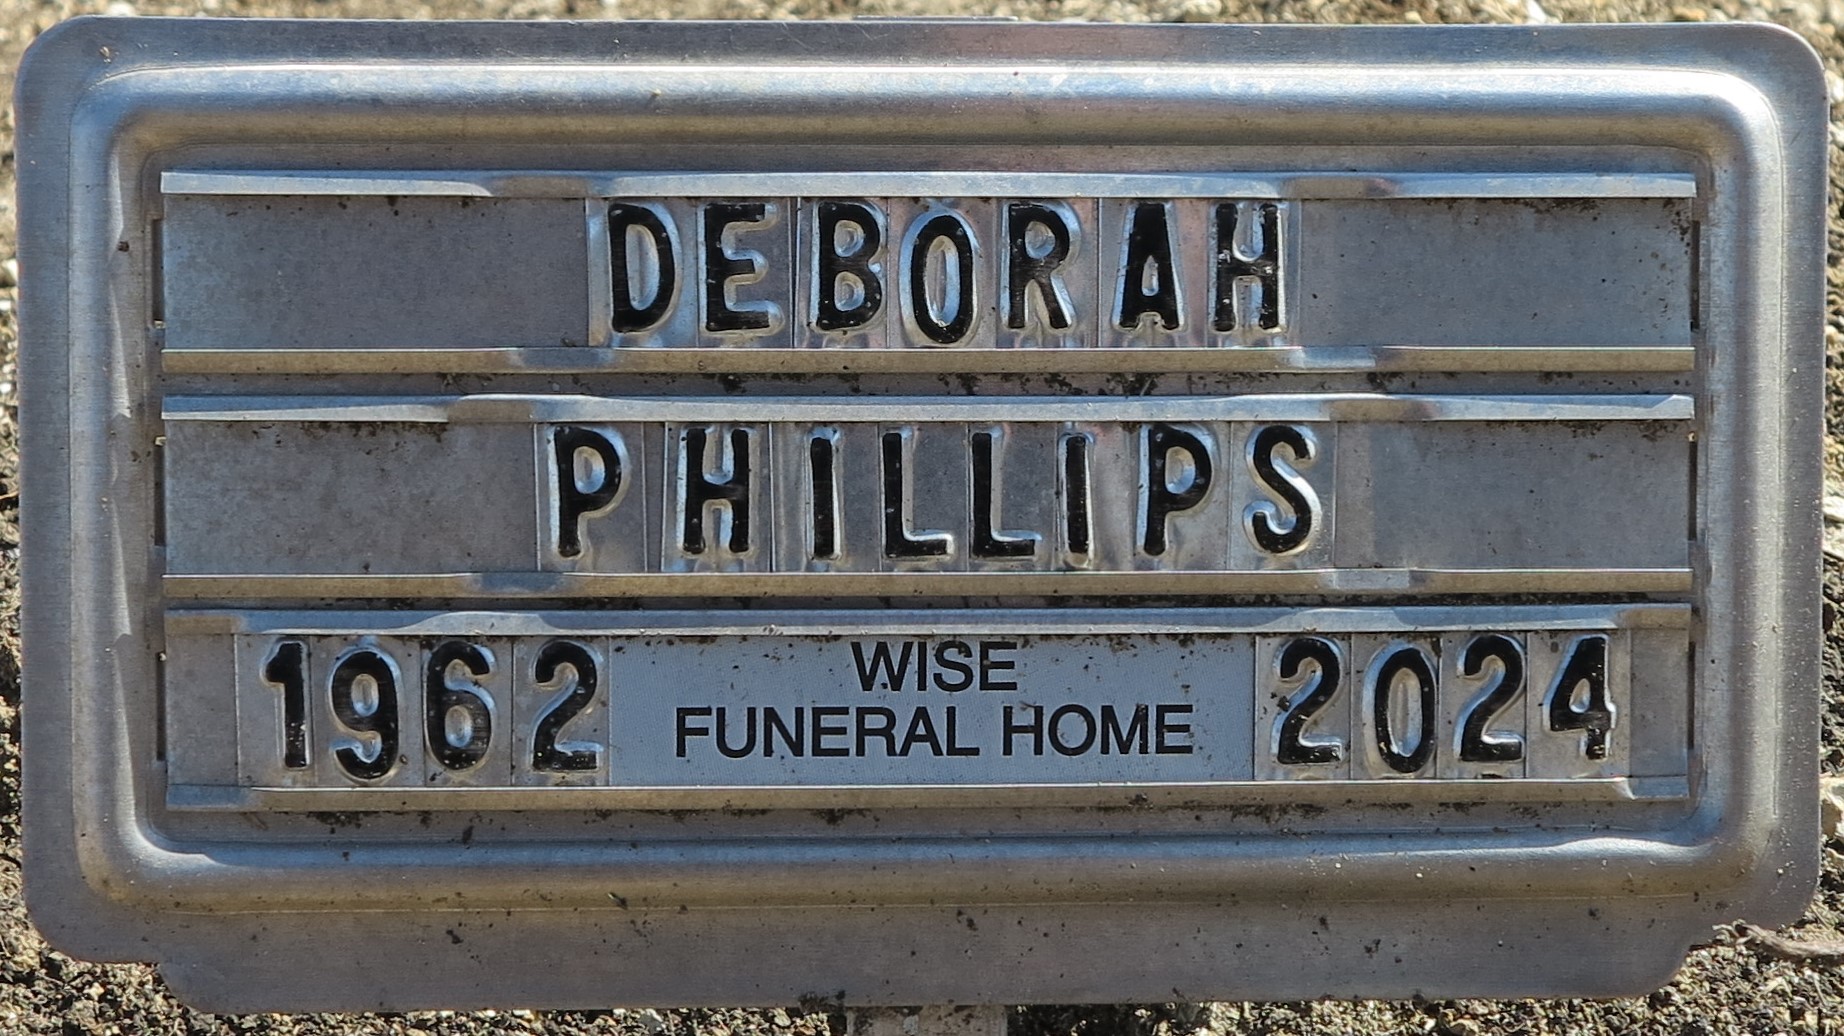 DEBORAH
PHILLIPS
1962 WISE FUNERAL HOME 2024